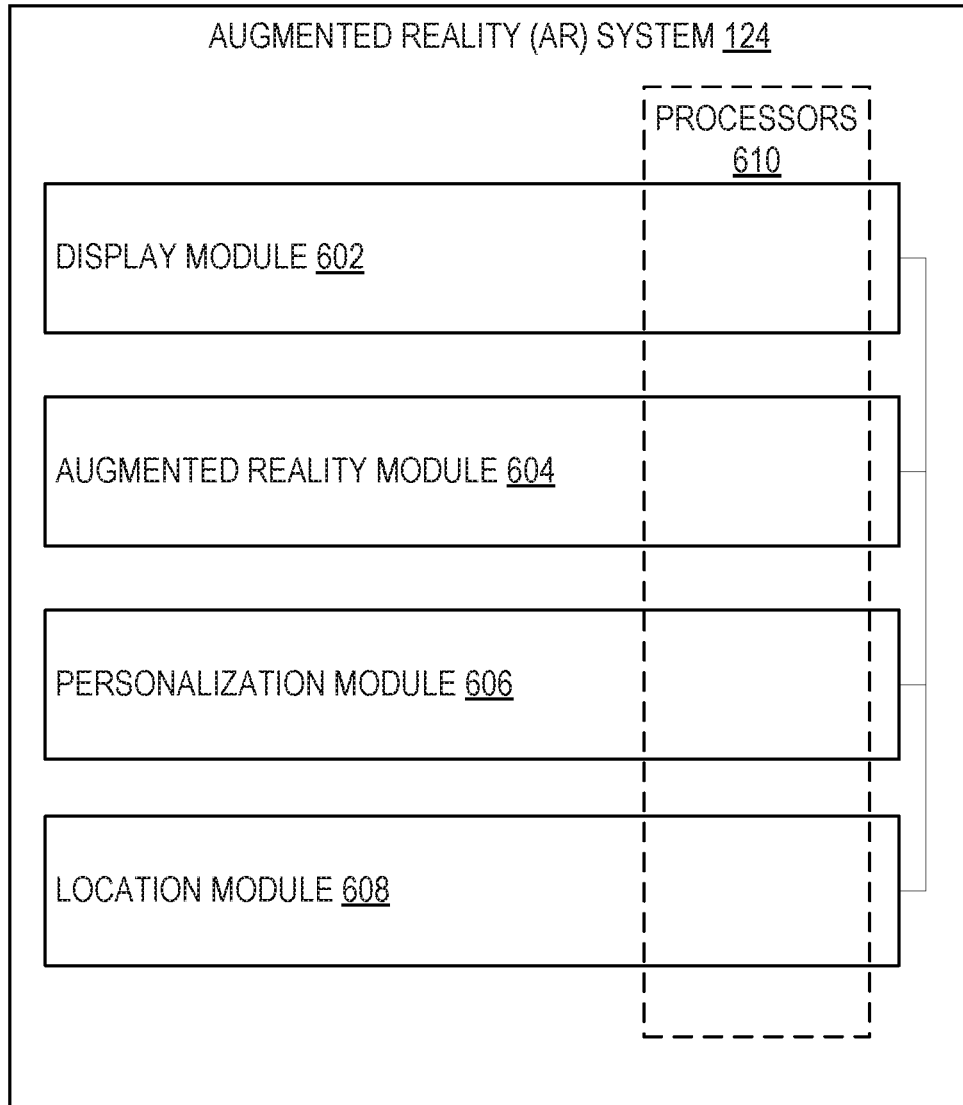 AUGMENTED REALITY (AR) SYSTEM 124
PROCESSORS
610
DISPLAY MODULE 602
AUGMENTED REALITY MODULE 604
PERSONALIZATION MODULE 606
LOCATION MODULE 608